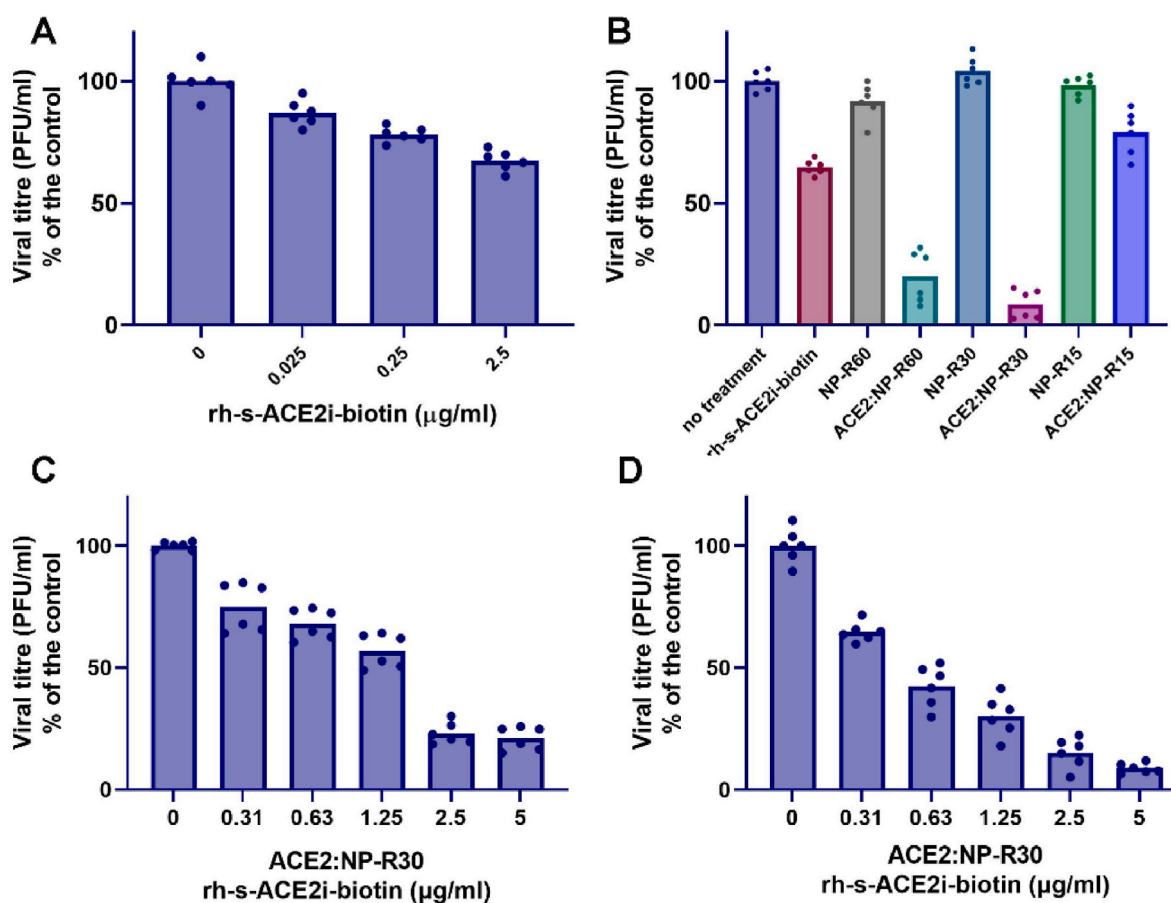 A
Viral titre (PFU/ml)
% of the control
100
50
0
0
0.025
0.25
2.5
rh-s-ACE2i-biotin (μg/ml)
B
Viral titre (PFU/ml)
% of the control
100
50
0
no treatment
rh-s-ACE2i-biotin
NP-R60
ACE2:NP-R60
NP-R30
ACE2:NP-R30
NP-R15
ACE2:NP-R15
C
Viral titre (PFU/ml)
% of the control
100
50
0
0 0.31 0.63 1.25 2.5 5
ACE2:NP-R30
rh-s-ACE2i-biotin (μg/ml)
D
Viral titre (PFU/ml)
% of the control
100
50
0
0 0.31 0.63 1.25 2.5 5
ACE2:NP-R30
rh-s-ACE2i-biotin (μg/ml)